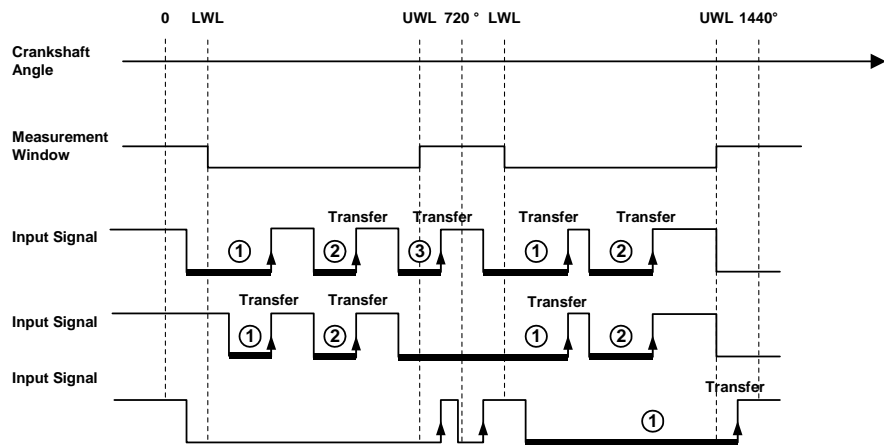 0 LWL UWL 720 ° LWL UWL 1440°
Crankshaft
Angle
Measurement
Window
Transfer Transfer Transfer Transfer
Input Signal
1 2 3 1 2
Transfer Transfer Transfer
Input Signal
1 2 1 2
Input Signal
Transfer
1